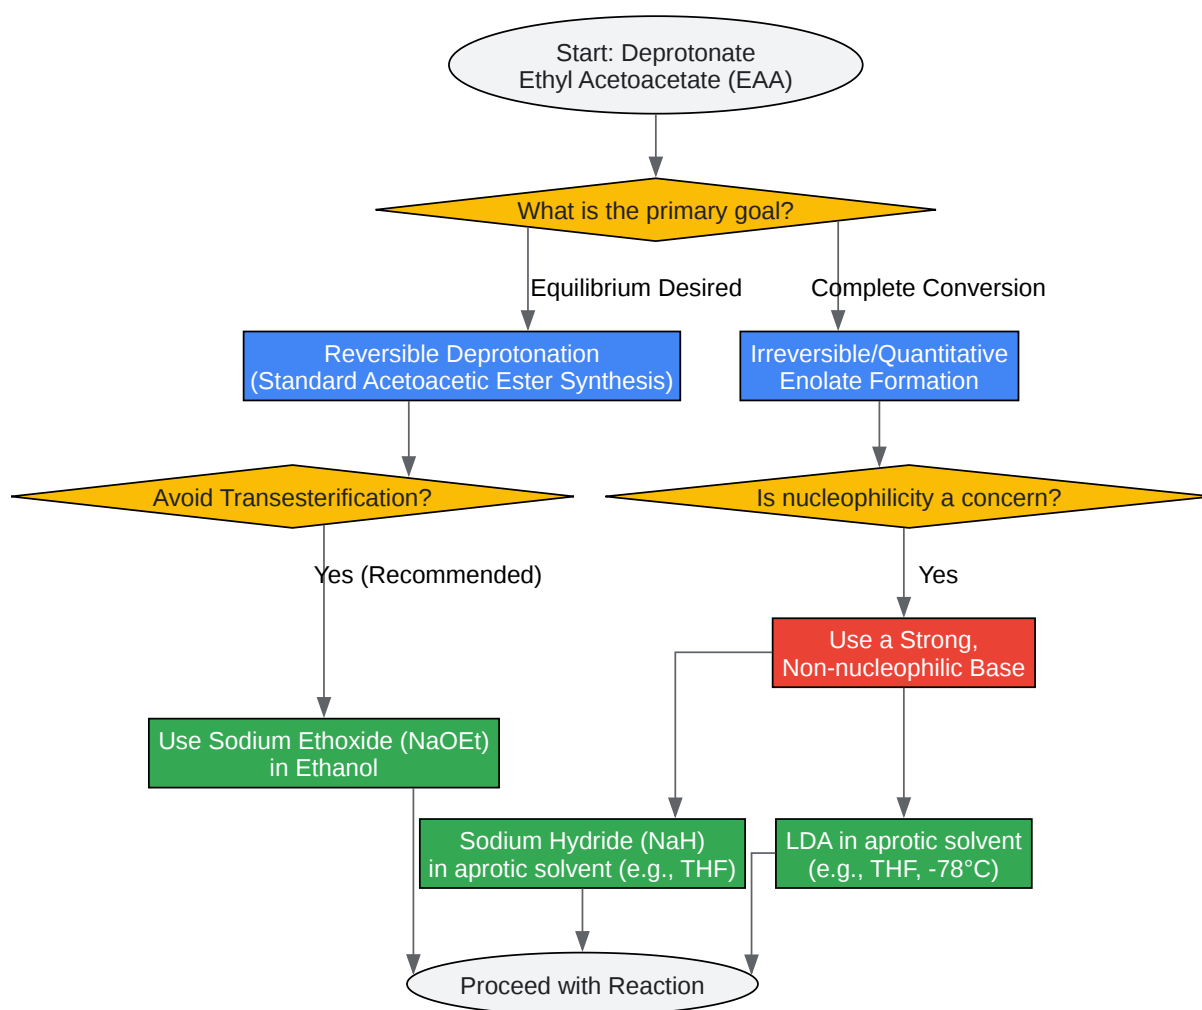 Start: Deprotonate
Ethyl Acetoacetate (EAA)
What is the primary goal?
Equilibrium Desired
Complete Conversion
Reversible Deprotonation
(Standard Acetoacetic Ester Synthesis)
Irreversible/Quantitative
Enolate Formation
Avoid Transesterification?
Is nucleophilicity a concern?
Yes (Recommended)
Yes
Use a Strong,
Non-nucleophilic Base
Use Sodium Ethoxide (NaOEt)
in Ethanol
Sodium Hydride (NaH)
in aprotic solvent (e.g., THF)
LDA in aprotic solvent
(e.g., THF, -78°C)
Proceed with Reaction